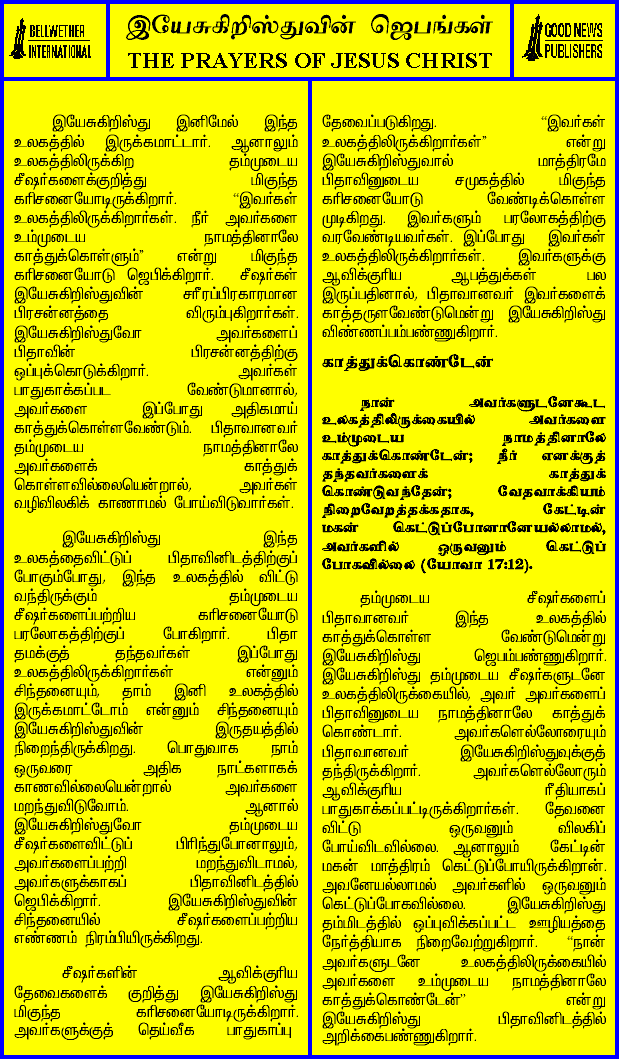 BELLWETHER
INTERNATIONAL
இயேசுகிறிஸ்துவின் ஜெபங்கள்
THE PRAYERS OF JESUS CHRIST
GOOD NEWS
PUBLISHERS
இயேசுகிறிஸ்து இனிமேல் இந்த
உலகத்தில் இருக்கமாட்டார். ஆனாலும்
உலகத்திலிருக்கிற தம்முடைய
சீஷர்களைக்குறித்து மிகுந்த
கரிசனையோடிருக்கிறார். “இவர்கள்
உலகத்திலிருக்கிறார்கள். நீர் அவர்களை
உம்முடைய நாமத்தினாலே
காத்துக்கொள்ளும்” என்று மிகுந்த
கரிசனையோடு ஜெபிக்கிறார். சீஷர்கள்
இயேசுகிறிஸ்துவின் சரீரப்பிரகாரமான
பிரசன்னத்தை விரும்புகிறார்கள்.
இயேசுகிறிஸ்துவோ அவர்களைப்
பிதாவின் பிரசன்னத்திற்கு
ஒப்புக்கொடுக்கிறார். அவர்கள்
பாதுகாக்கப்பட வேண்டுமானால்,
அவர்களை இப்போது அதிகமாய்
காத்துக்கொள்ளவேண்டும். பிதாவானவர்
தம்முடைய நாமத்தினாலே
அவர்களைக் காத்துக்
கொள்ளவில்லையென்றால், அவர்கள்
வழிவிலகிக் காணாமல் போய்விடுவார்கள்.
இயேசுகிறிஸ்து இந்த
உலகத்தைவிட்டுப் பிதாவினிடத்திற்குப்
போகும்போது, இந்த உலகத்தில் விட்டு
வந்திருக்கும் தம்முடைய
சீஷர்களைப்பற்றிய கரிசனையோடு
பரலோகத்திற்குப் போகிறார். பிதா
தமக்குத் தந்தவர்கள் இப்போது
உலகத்திலிருக்கிறார்கள் என்னும்
சிந்தனையும், தாம் இனி உலகத்தில்
இருக்கமாட்டோம் என்னும் சிந்தனையும்
இயேசுகிறிஸ்துவின் இருதயத்தில்
நிறைந்திருக்கிறது. பொதுவாக நாம்
ஒருவரை அதிக நாட்களாகக்
காணவில்லையென்றால் அவர்களை
மறந்துவிடுவோம். ஆனால்
இயேசுகிறிஸ்துவோ தம்முடைய
சீஷர்களைவிட்டுப் பிரிந்துபோனாலும்,
அவர்களைப்பற்றி மறந்துவிடாமல்,
அவர்களுக்காகப் பிதாவினிடத்தில்
ஜெபிக்கிறார். இயேசுகிறிஸ்துவின்
சிந்தனையில் சீஷர்களைப்பற்றிய
எண்ணம் நிரம்பியிருக்கிறது.
சீஷர்களின் ஆவிக்குரிய
தேவைகளைக் குறித்து இயேசுகிறிஸ்து
மிகுந்த கரிசனையோடிருக்கிறார்.
அவர்களுக்குத் தெய்வீக பாதுகாப்பு
தேவைப்படுகிறது. “இவர்கள்
உலகத்திலிருக்கிறார்கள்” என்று
இயேசுகிறிஸ்துவால் மாத்திரமே
பிதாவினுடைய சமுகத்தில் மிகுந்த
கரிசனையோடு வேண்டிக்கொள்ள
முடிகிறது. இவர்களும் பரலோகத்திற்கு
வரவேண்டியவர்கள். இப்போது இவர்கள்
உலகத்திலிருக்கிறார்கள். இவர்களுக்கு
ஆவிக்குரிய ஆபத்துக்கள் பல
இருப்பதினால், பிதாவானவர் இவர்களைக்
காத்தருளவேண்டுமென்று இயேசுகிறிஸ்து
விண்ணப்பம்பண்ணுகிறார்.
காத்துக்கொண்டேன்
நான் அவர்களுடனேகூட
உலகத்திலிருக்கையில் அவர்களை
உம்முடைய நாமத்தினாலே
காத்துக்கொண்டேன்; நீர் எனக்குத்
தந்தவர்களைக் காத்துக்
கொண்டுவந்தேன்; வேதவாக்கியம்
நிறைவேறத்தக்கதாக, கேட்டின்
மகன் கெட்டுப்போனானேயல்லாமல்,
அவர்களில் ஒருவனும் கெட்டுப்
போகவில்லை (யோவா 17:12).
தம்முடைய சீஷர்களைப்
பிதாவானவர் இந்த உலகத்தில்
காத்துக்கொள்ள வேண்டுமென்று
இயேசுகிறிஸ்து ஜெபம்பண்ணுகிறார்.
இயேசுகிறிஸ்து தம்முடைய சீஷர்களுடனே
உலகத்திலிருக்கையில், அவர் அவர்களைப்
பிதாவினுடைய நாமத்தினாலே காத்துக்
கொண்டார். அவர்களெல்லோரையும்
பிதாவானவர் இயேசுகிறிஸ்துவுக்குத்
தந்திருக்கிறார். அவர்களெல்லோரும்
ஆவிக்குரிய ரீதியாகப்
பாதுகாக்கப்பட்டிருக்கிறார்கள். தேவனை
விட்டு ஒருவனும் விலகிப்
போய்விடவில்லை. ஆனாலும் கேட்டின்
மகன் மாத்திரம் கெட்டுப்போயிருக்கிறான்.
அவனேயல்லாமல் அவர்களில் ஒருவனும்
கெட்டுப்போகவில்லை. இயேசுகிறிஸ்து
தம்மிடத்தில் ஒப்புவிக்கப்பட்ட ஊழியத்தை
நேர்த்தியாக நிறைவேற்றுகிறார். “நான்
அவர்களுடனே உலகத்திலிருக்கையில்
அவர்களை உம்முடைய நாமத்தினாலே
காத்துக்கொண்டேன்” என்று
இயேசுகிறிஸ்து பிதாவினிடத்தில்
அறிக்கைபண்ணுகிறார்.